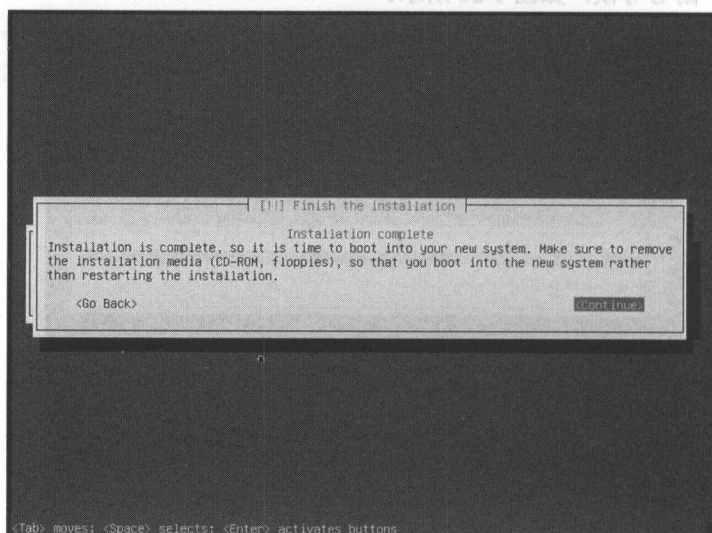 [!!] Finish the installation
Installation complete
Installation is complete, so it is time to boot into your new system. Make sure to remove
the installation media (CD-ROM, floppies), so that you boot into the new system rather
than restarting the installation.
<Go Back> <Continue>
<Tab> moves; <Space> selects; <Enter> activates buttons